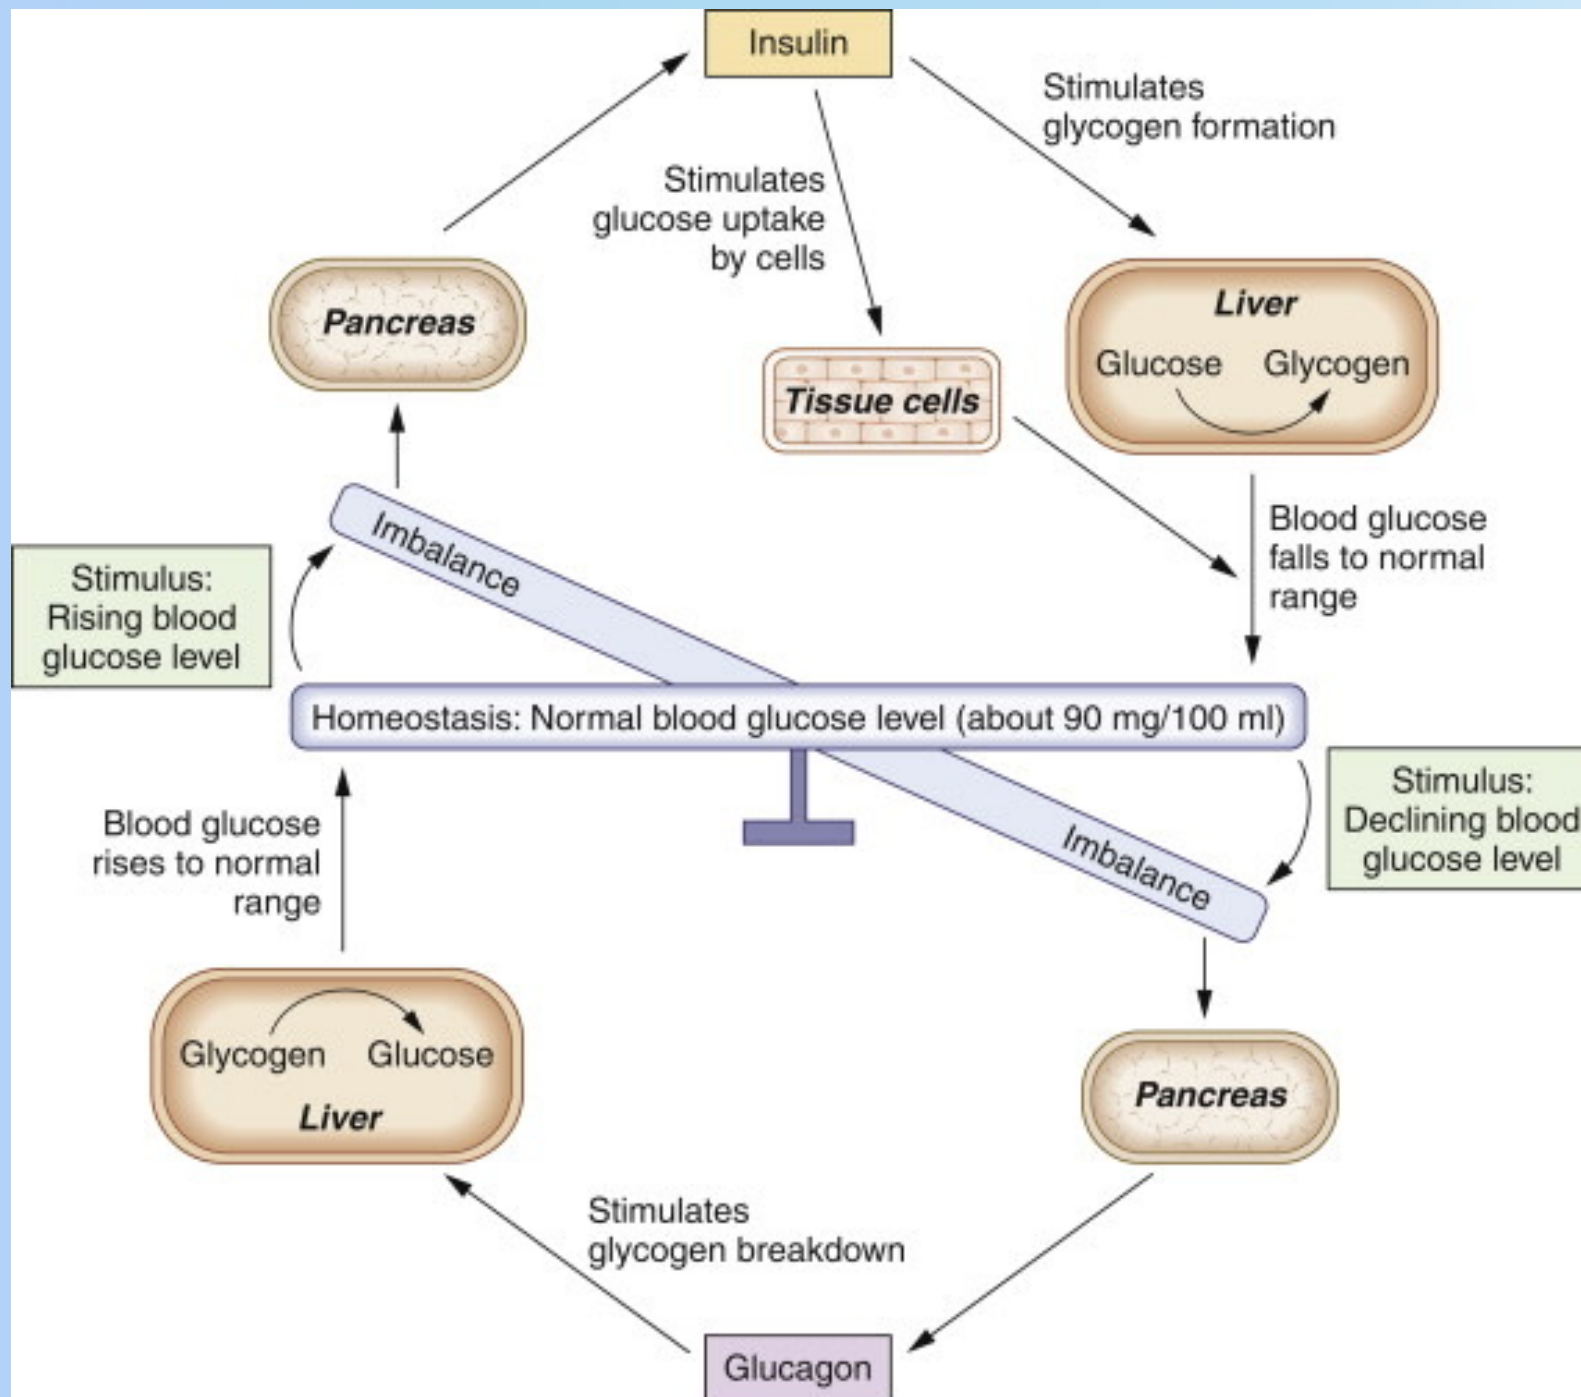 Insulin
Stimulates
glycogen formation
Stimulates
glucose uptake
by cells
Pancreas
Liver
Glucose Glycogen
Tissue cells
Imbalance
Blood glucose
falls to normal
range
Stimulus:
Rising blood
glucose level
Homeostasis: Normal blood glucose level (about 90 mg/100 ml)
Stimulus:
Declining blood
glucose level
Blood glucose
rises to normal
range
Imbalance
Glycogen Glucose
Liver
Pancreas
Stimulates
glycogen breakdown
Glucagon